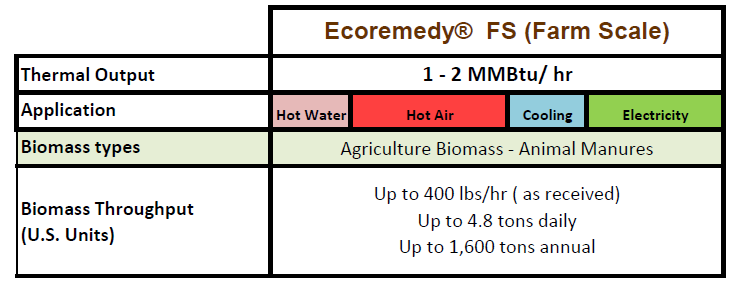 Ecoremedy® FS (Farm Scale)
Thermal Output
1 - 2 MMBtu/ hr
Application
Hot Water
Hot Air
Cooling
Electricity
Biomass types
Agriculture Biomass - Animal Manures
Biomass Throughput
(U.S. Units)
Up to 400 lbs/hr ( as received)
Up to 4.8 tons daily
Up to 1,600 tons annual